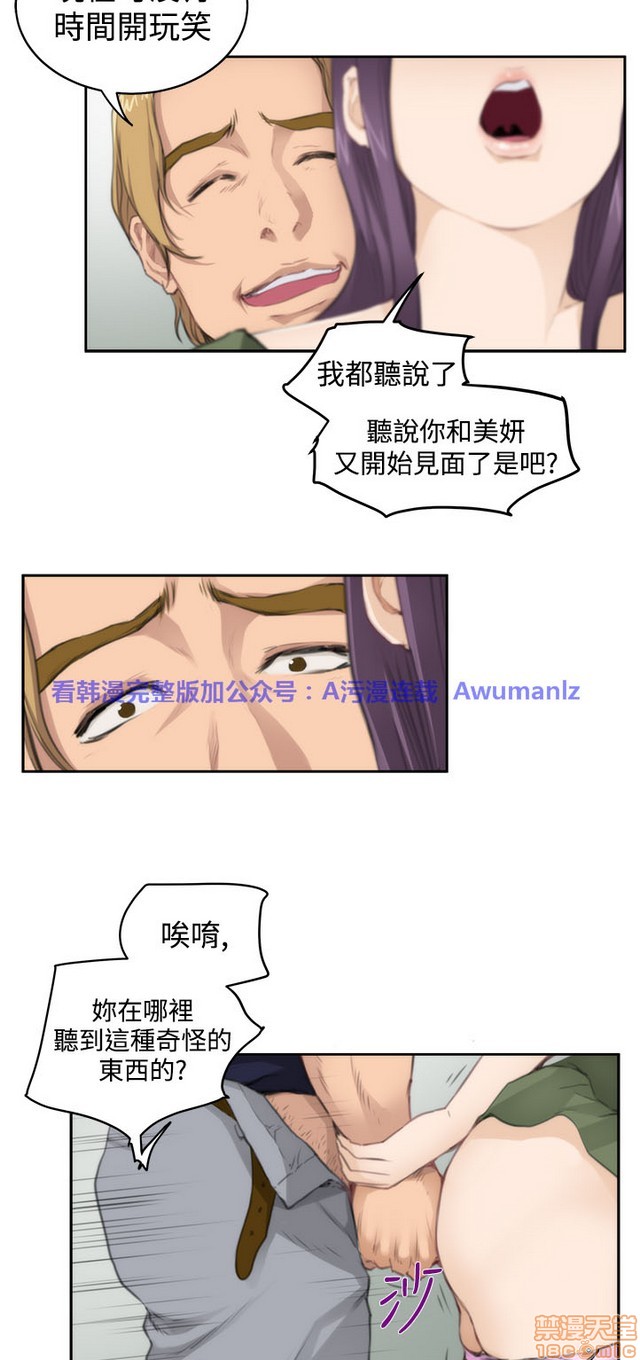 時間開玩笑
我都聽說了
聽說你和美妍
又開始見面了是吧?
看韩漫完整版加公众号：A污漫连载 Awumanlz
唉唷,
妳在哪裡
聽到這種奇怪的
東西的?
沙
禁漫天堂